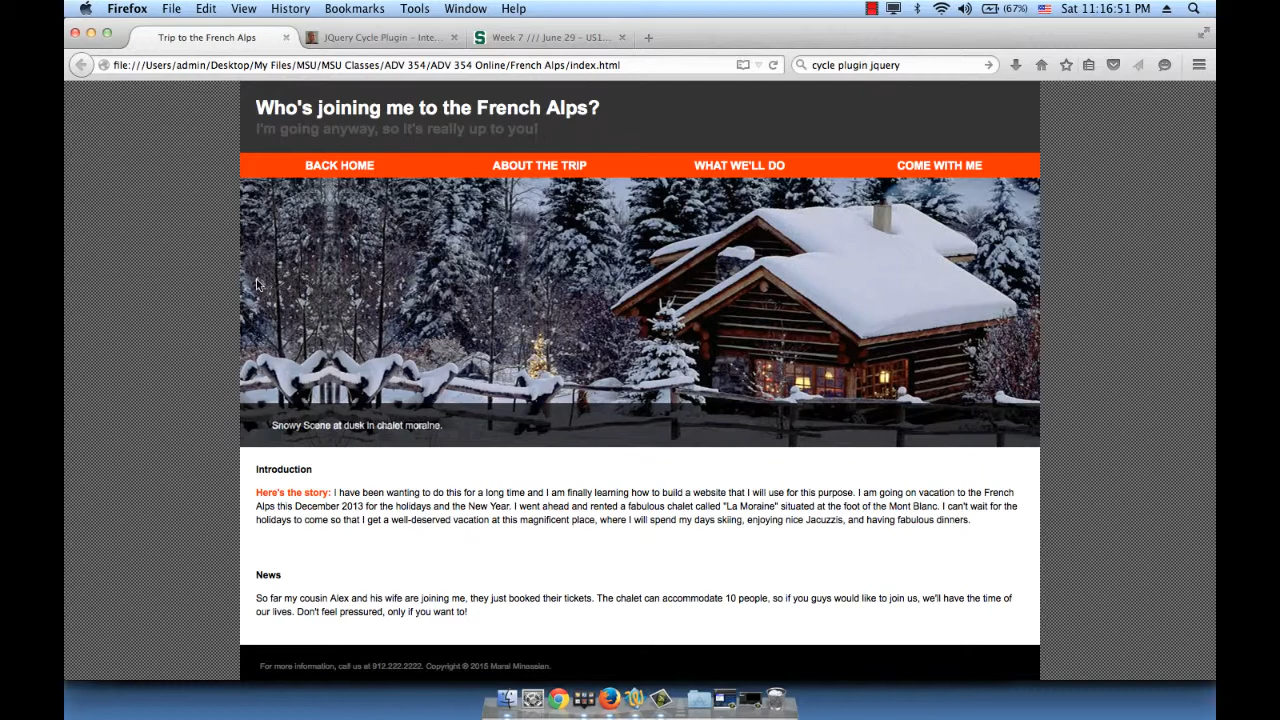 Firefox File Edit View History Bookmarks Tools Window Help (67%) Sat 11:16:51 PM
Trip to the French Alps × jQuery Cycle Plugin – Inte... × S Week 7 /// June 29 – US1... × +
file:///Users/admin/Desktop/My Files/MSU/MSU Classes/ADV 354/ADV 354 Online/French Alps/index.html cycle plugin jquery
Who's joining me to the French Alps?
I'm going anyway, so it's really up to you!
BACK HOME ABOUT THE TRIP WHAT WE'LL DO COME WITH ME
Snowy Scene at dusk in chalet moraine.
Introduction
Here's the story: I have been wanting to do this for a long time and I am finally learning how to build a website that I will use for this purpose. I am going on vacation to the French
Alps this December 2013 for the holidays and the New Year. I went ahead and rented a fabulous chalet called "La Moraine" situated at the foot of the Mont Blanc. I can't wait for the
holidays to come so that I get a well-deserved vacation at this magnificent place, where I will spend my days skiing, enjoying nice Jacuzzis, and having fabulous dinners.
News
So far my cousin Alex and his wife are joining me, they just booked their tickets. The chalet can accommodate 10 people, so if you guys would like to join us, we'll have the time of
our lives. Don't feel pressured, only if you want to!
For more information, call us at 912.222.2222. Copyright © 2015 Maral Minassian.